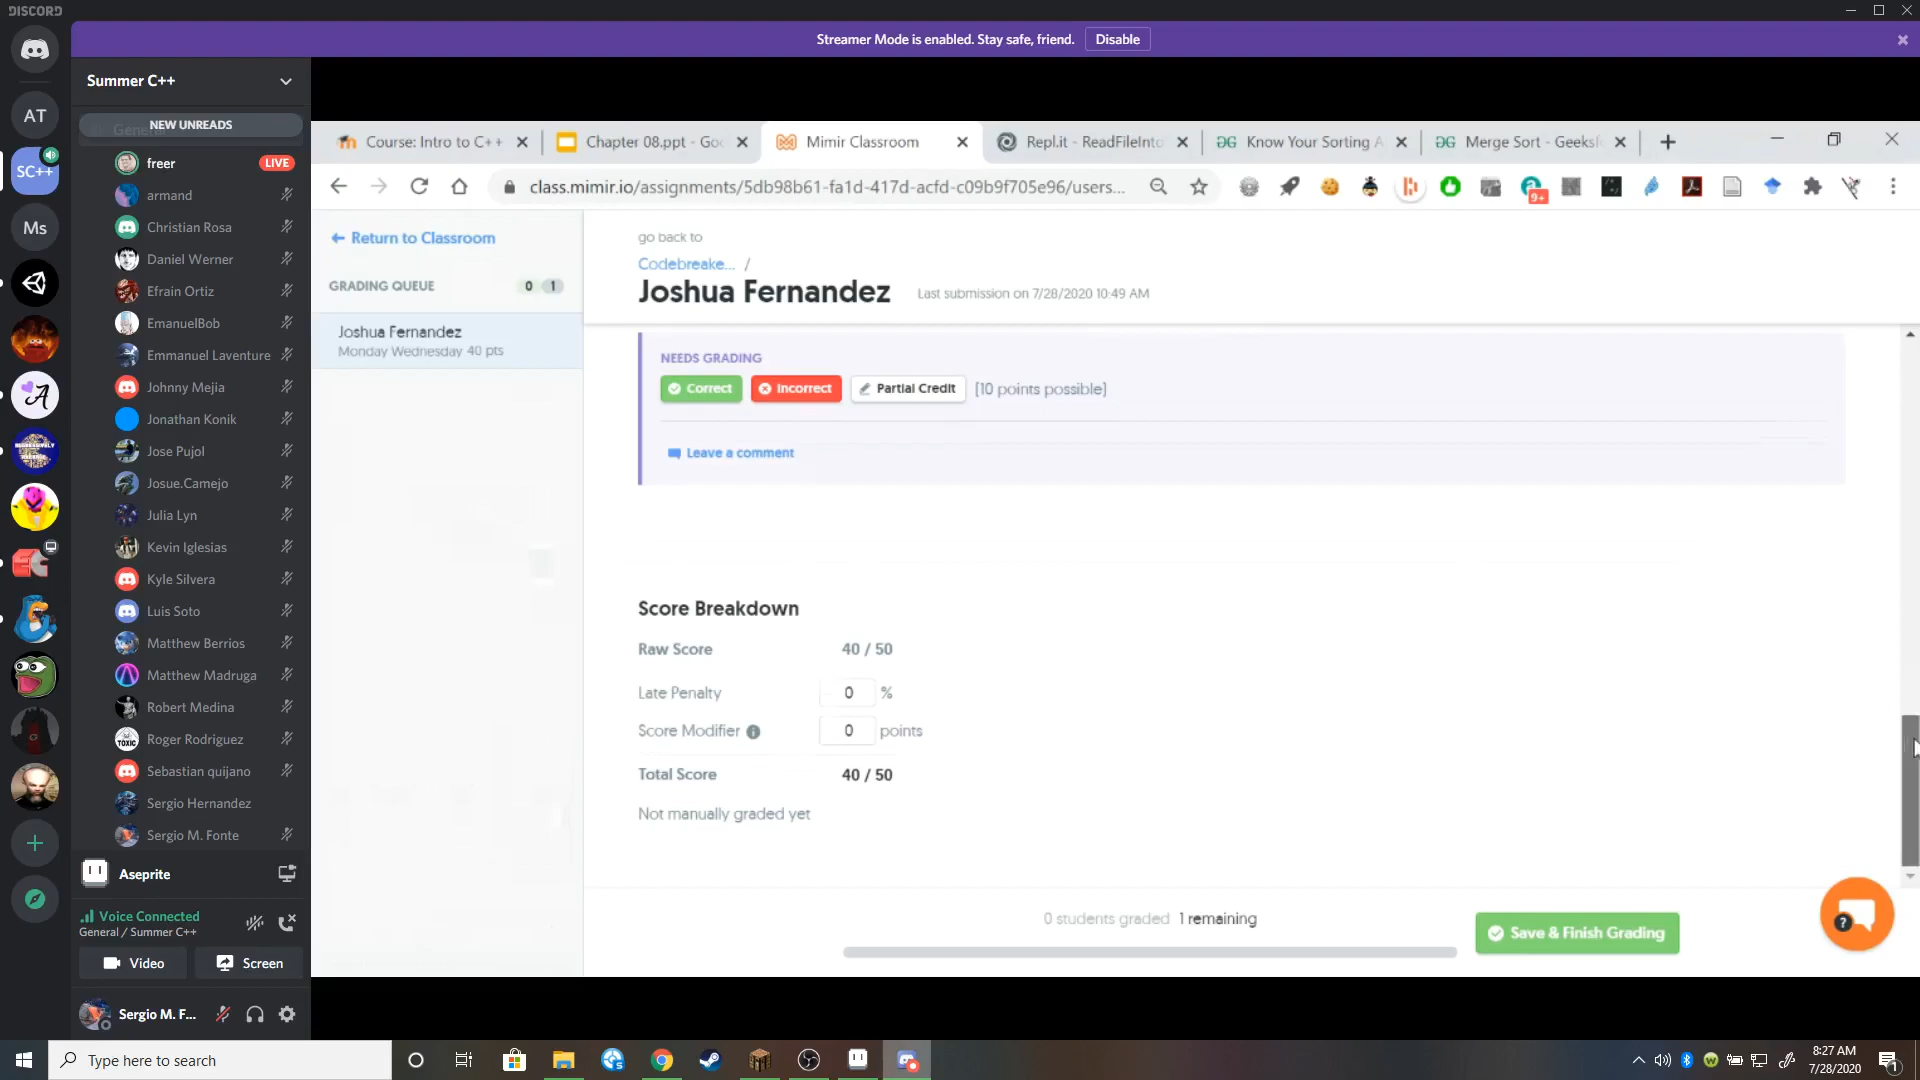 DISCORD
Streamer Mode is enabled. Stay safe, friend.
Disable
Summer C++
General
NEW UNREADS
freer
LIVE
armand
Christian Rosa
Daniel Werner
Efrain Ortiz
EmanuelBob
Emmanuel Laventure
Johnny Mejia
Jonathan Konik
Jose Pujol
Josue.Camejo
Julia Lyn
Kevin Iglesias
Kyle Silvera
Luis Soto
Matthew Berrios
Matthew Madruga
Robert Medina
Roger Rodriguez
Sebastian quijano
Sergio Hernandez
Sergio M. Fonte
AT
SC++
Ms
TOXIC
Aseprite
Voice Connected
General / Summer C++
Video
Screen
Sergio M. F...
Course: Intro to C++
Chapter 08.ppt - Goo
Mimir Classroom
Repl.it - ReadFileInto
Know Your Sorting A
Merge Sort - Geeksf
class.mimir.io/assignments/5db98b61-fa1d-417d-acfd-c09b9f705e96/users...
9+
Return to Classroom
GRADING QUEUE
0 1
Joshua Fernandez
Monday Wednesday 40 pts
go back to
Codebreake... /
Joshua Fernandez
Last submission on 7/28/2020 10:49 AM
NEEDS GRADING
Correct
Incorrect
Partial Credit
[10 points possible]
Leave a comment
Score Breakdown
Raw Score 40 / 50
Late Penalty 0 %
Score Modifier 0 points
Total Score 40 / 50
Not manually graded yet
0 students graded 1 remaining
Save & Finish Grading
Type here to search
8:27 AM
7/28/2020
1